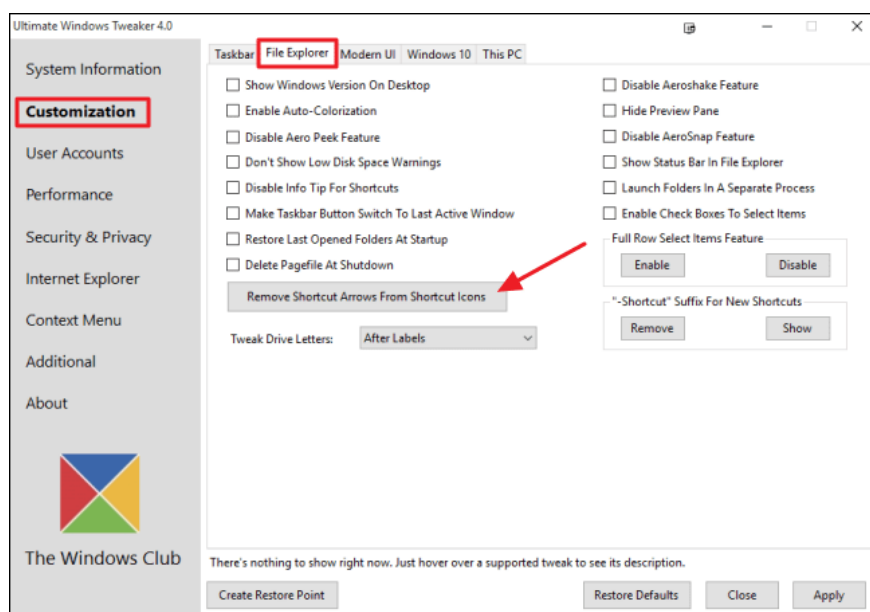 Ultimate Windows Tweaker 4.0
System Information
Customization
User Accounts
Performance
Security & Privacy
Internet Explorer
Context Menu
Additional
About
The Windows Club
Taskbar File Explorer Modern UI Windows 10 This PC
Show Windows Version On Desktop
Enable Auto-Colorization
Disable Aero Peek Feature
Don't Show Low Disk Space Warnings
Disable Info Tip For Shortcuts
Make Taskbar Button Switch To Last Active Window
Restore Last Opened Folders At Startup
Delete Pagefile At Shutdown
Remove Shortcut Arrows From Shortcut Icons
Tweak Drive Letters: After Labels
Disable Aeroshake Feature
Hide Preview Pane
Disable AeroSnap Feature
Show Status Bar In File Explorer
Launch Folders In A Separate Process
Enable Check Boxes To Select Items
Full Row Select Items Feature
Enable Disable
"-Shortcut" Suffix For New Shortcuts
Remove Show
There's nothing to show right now. Just hover over a supported tweak to see its description.
Create Restore Point Restore Defaults Close Apply